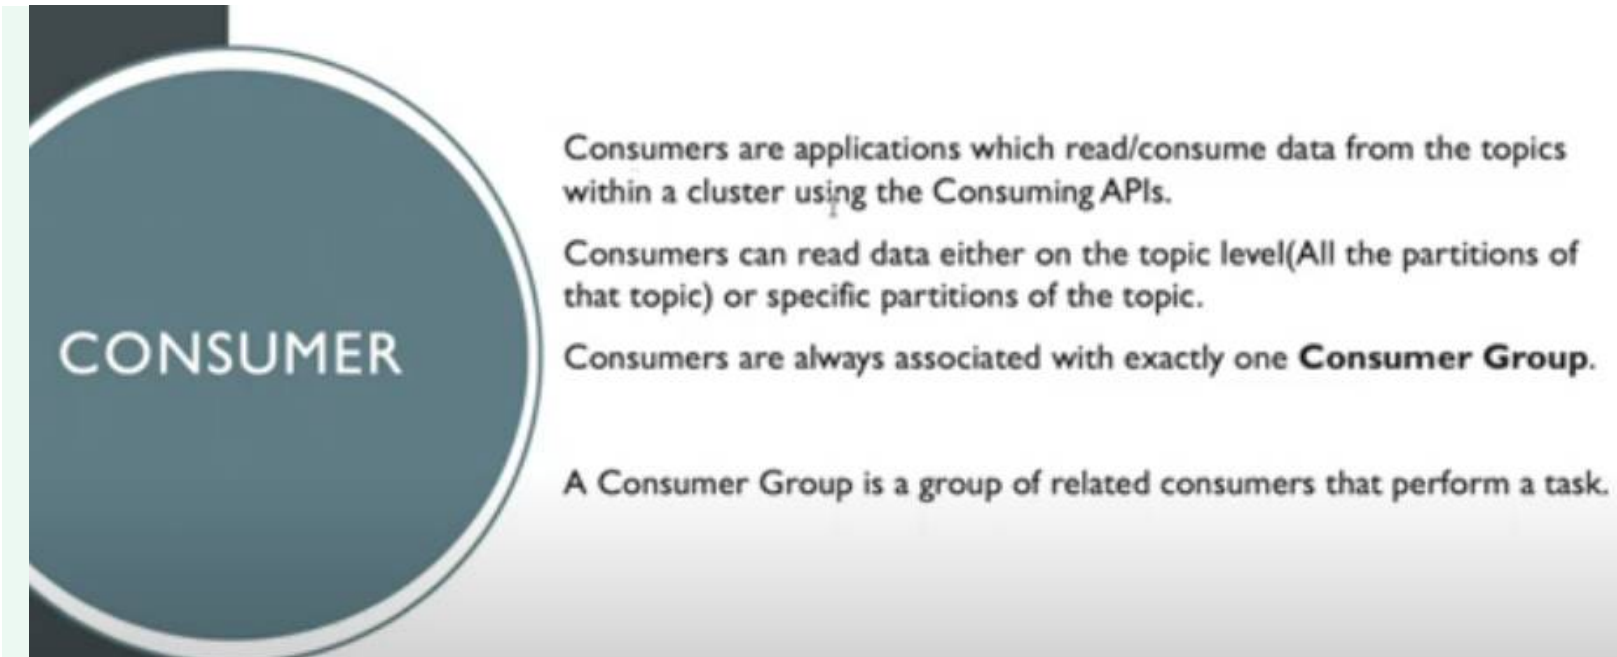 CONSUMER
Consumers are applications which read/consume data from the topics
within a cluster using the Consuming APIs.
Consumers can read data either on the topic level(All the partitions of
that topic) or specific partitions of the topic.
Consumers are always associated with exactly one Consumer Group.
A Consumer Group is a group of related consumers that perform a task.